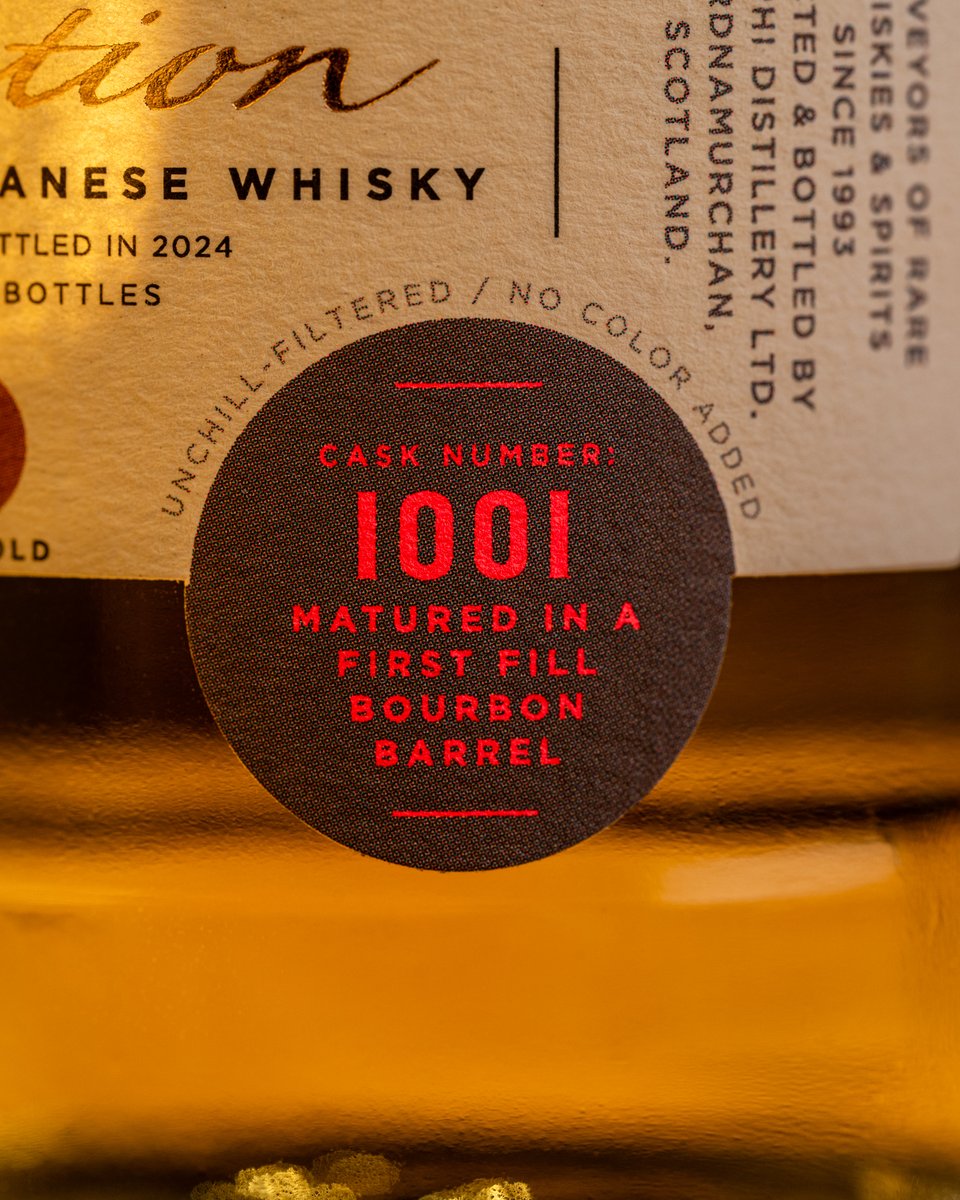 tion
ANESE WHISKY
TTLED IN 2024
BOTTLES
OLD
UNCHILL-FILTERED / NO COLOR ADDED
CASK NUMBER:
1001
MATURED IN A
FIRST FILL
BOURBON
BARREL
VEYORS OF RARE
ISKIES & SPIRITS
SINCE 1993
TED & BOTTLED BY
PHI DISTILLERY LTD.
RDNAMURCHAN,
SCOTLAND.